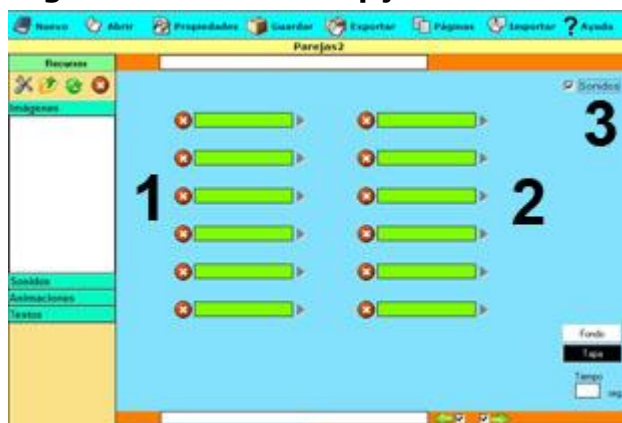 Nuevo Abrir Propiedades Guardar Exportar Páginas Importar ? Ayuda
Parejas2
Recursos
Imágenes
Sonidos
3
1
2
Sonidos
Animaciones
Textos
Fondo
Tapa
Tiempo
seg